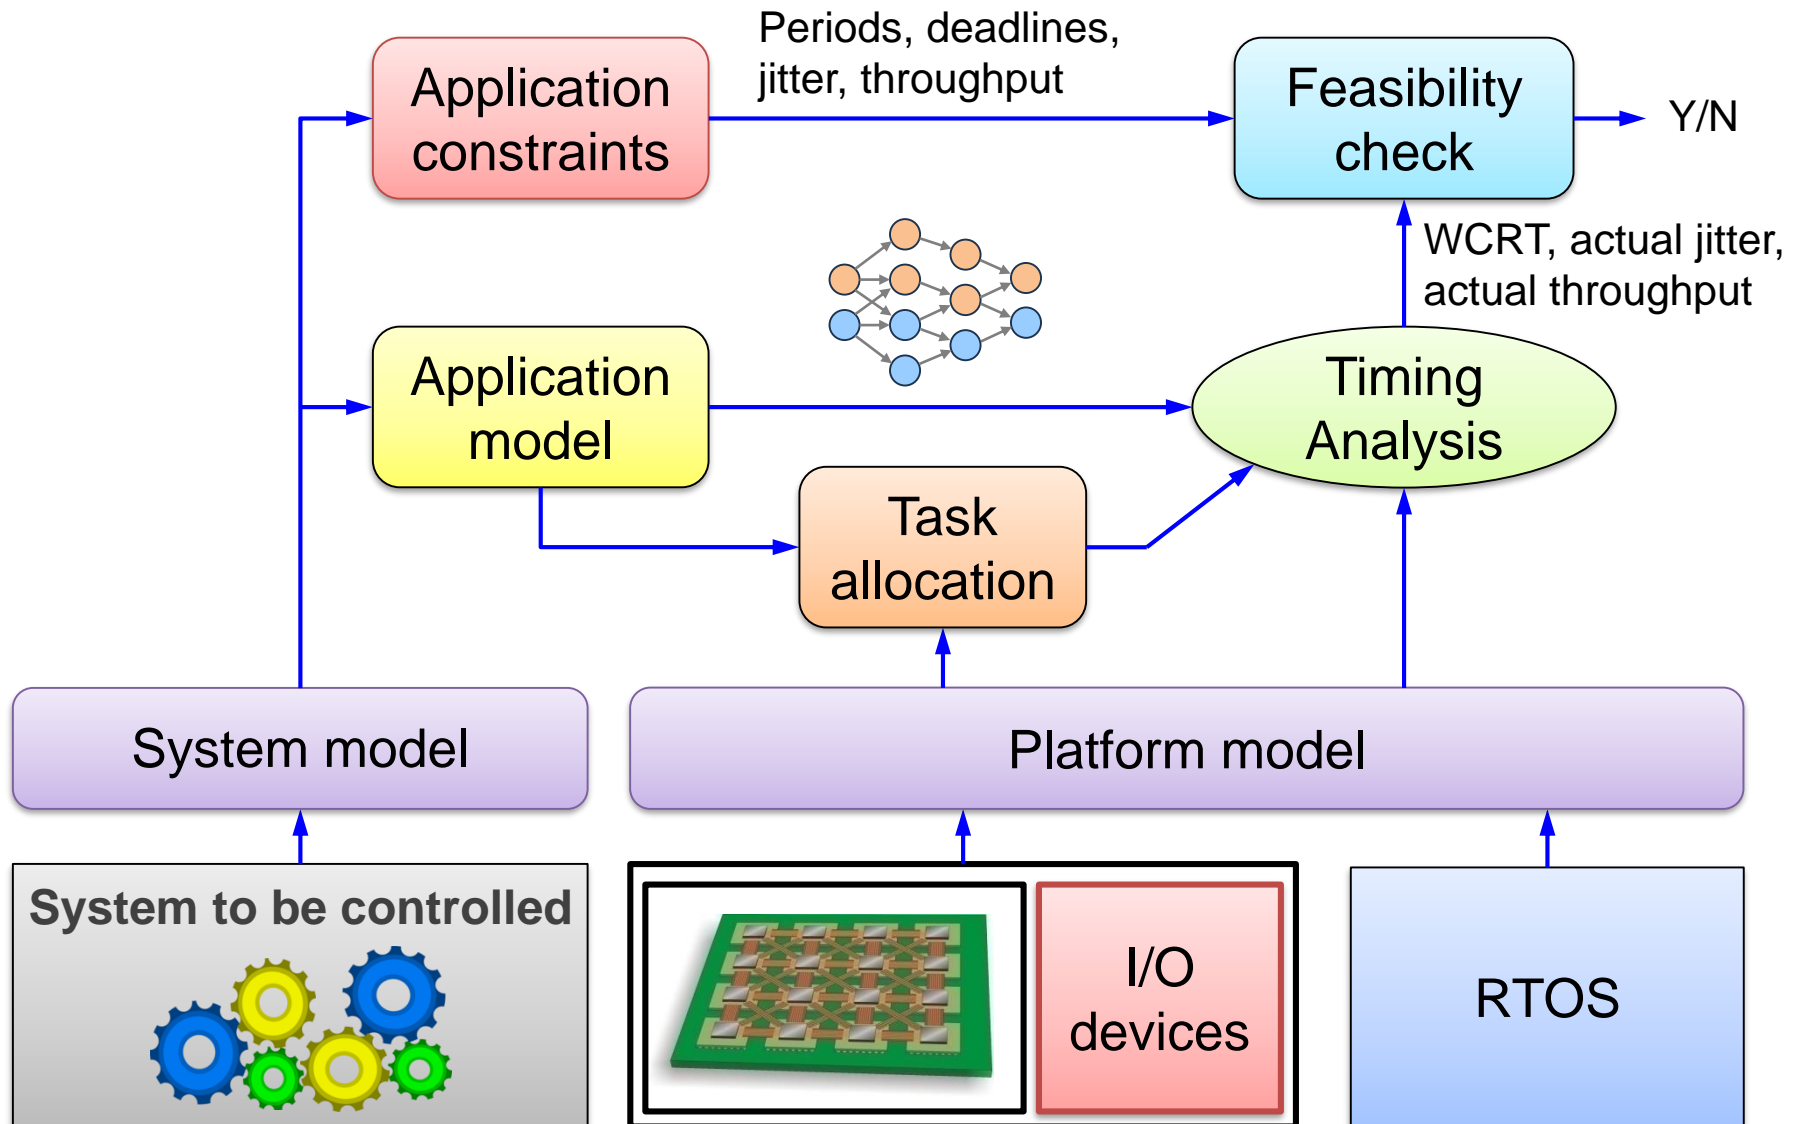 Periods, deadlines,
jitter, throughput
Application
constraints
Feasibility
check
Y/N
WCRT, actual jitter,
actual throughput
Application
model
Timing
Analysis
Task
allocation
System model
Platform model
System to be controlled
I/O
devices
RTOS